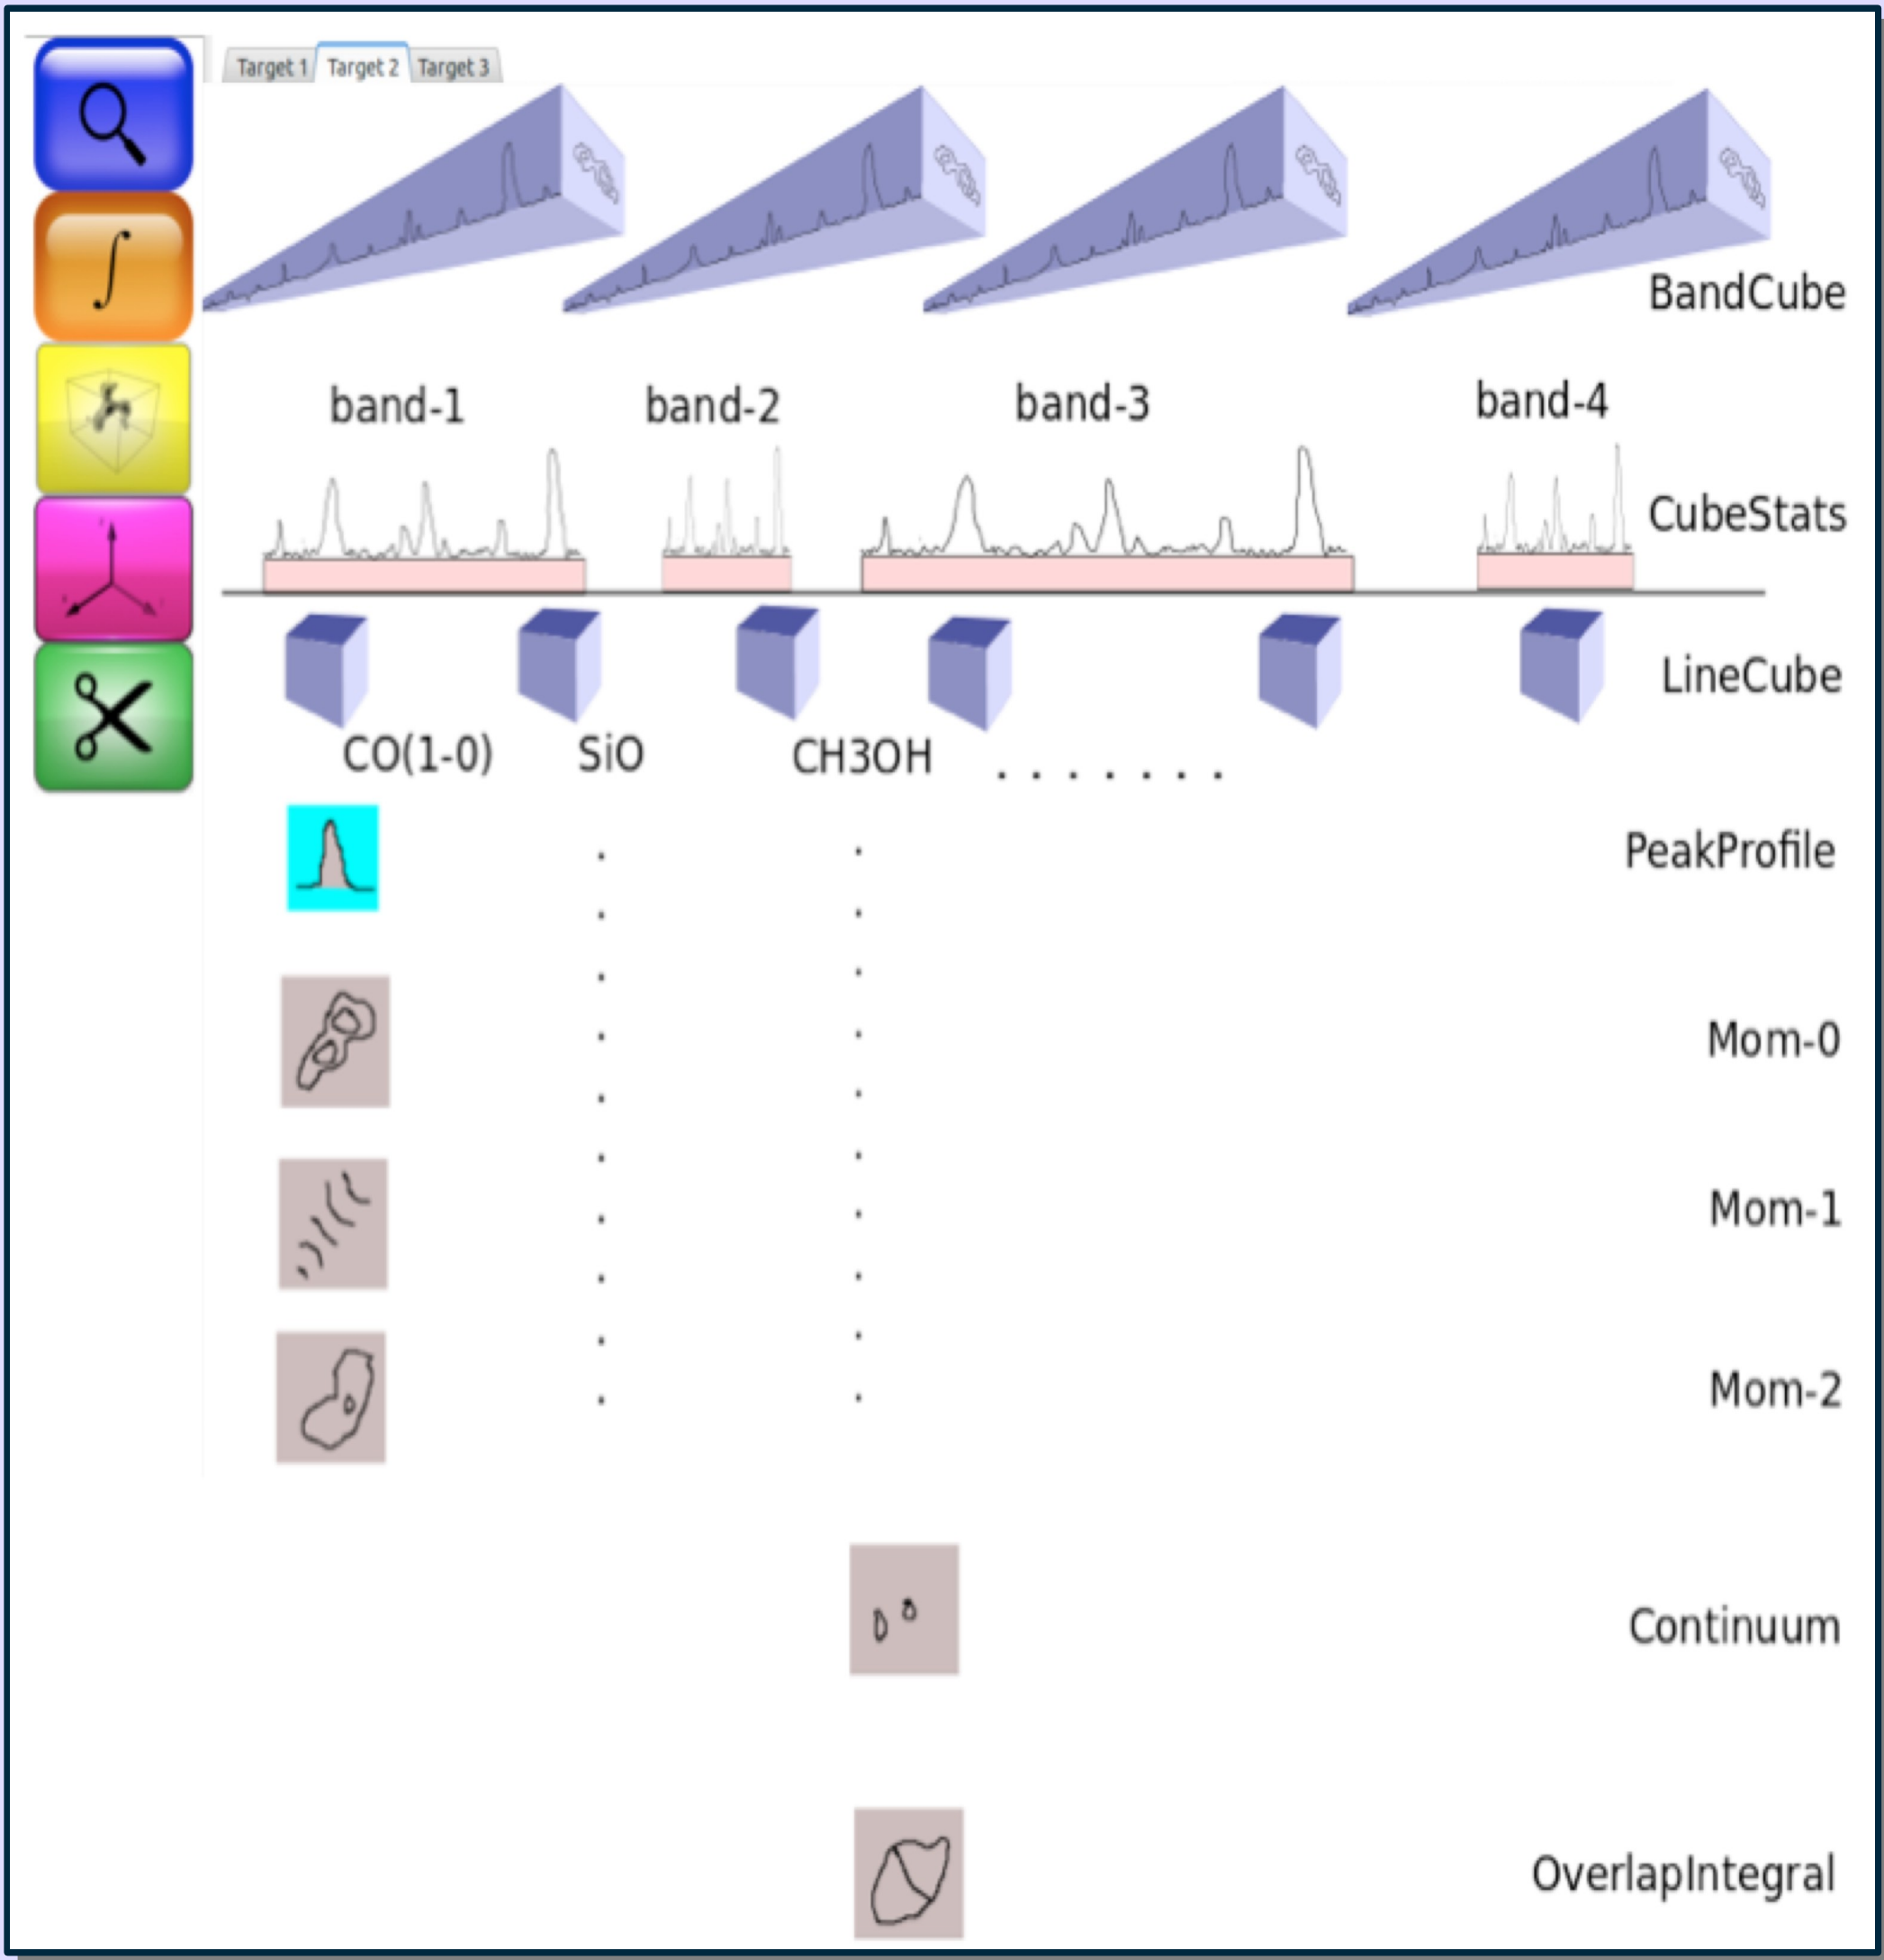 Target 1 Target 2 Target 3
∫
BandCube
band-1 band-2 band-3 band-4
CubeStats
LineCube
CO(1-0) SiO CH3OH . . . . . . .
PeakProfile
Mom-0
Mom-1
Mom-2
Continuum
OverlapIntegral